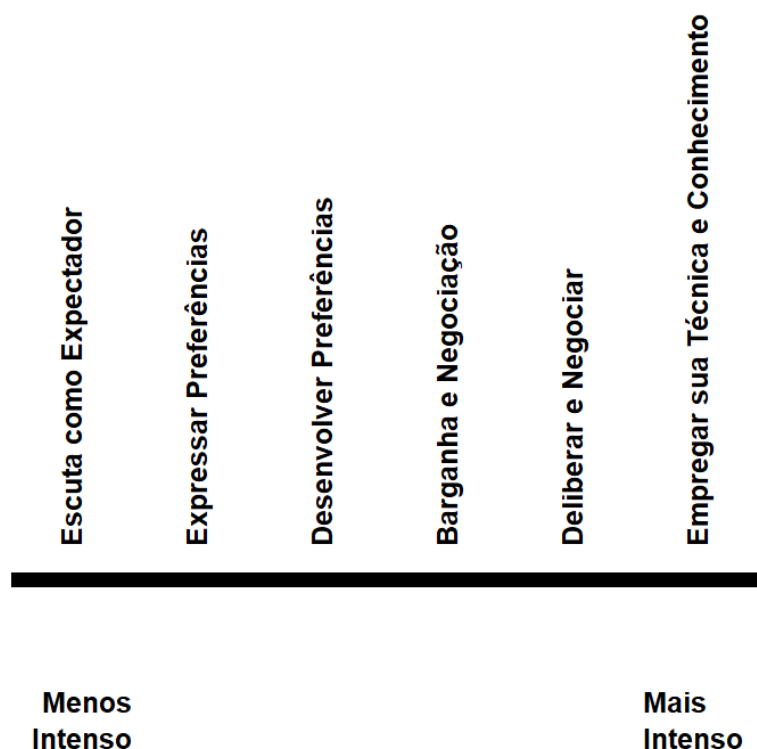 Escuta como Expectador
Expressar Preferências
Desenvolver Preferências
Barganha e Negociação
Deliberar e Negociar
Empregar sua Técnica e Conhecimento
Menos
Intenso
Mais
Intenso